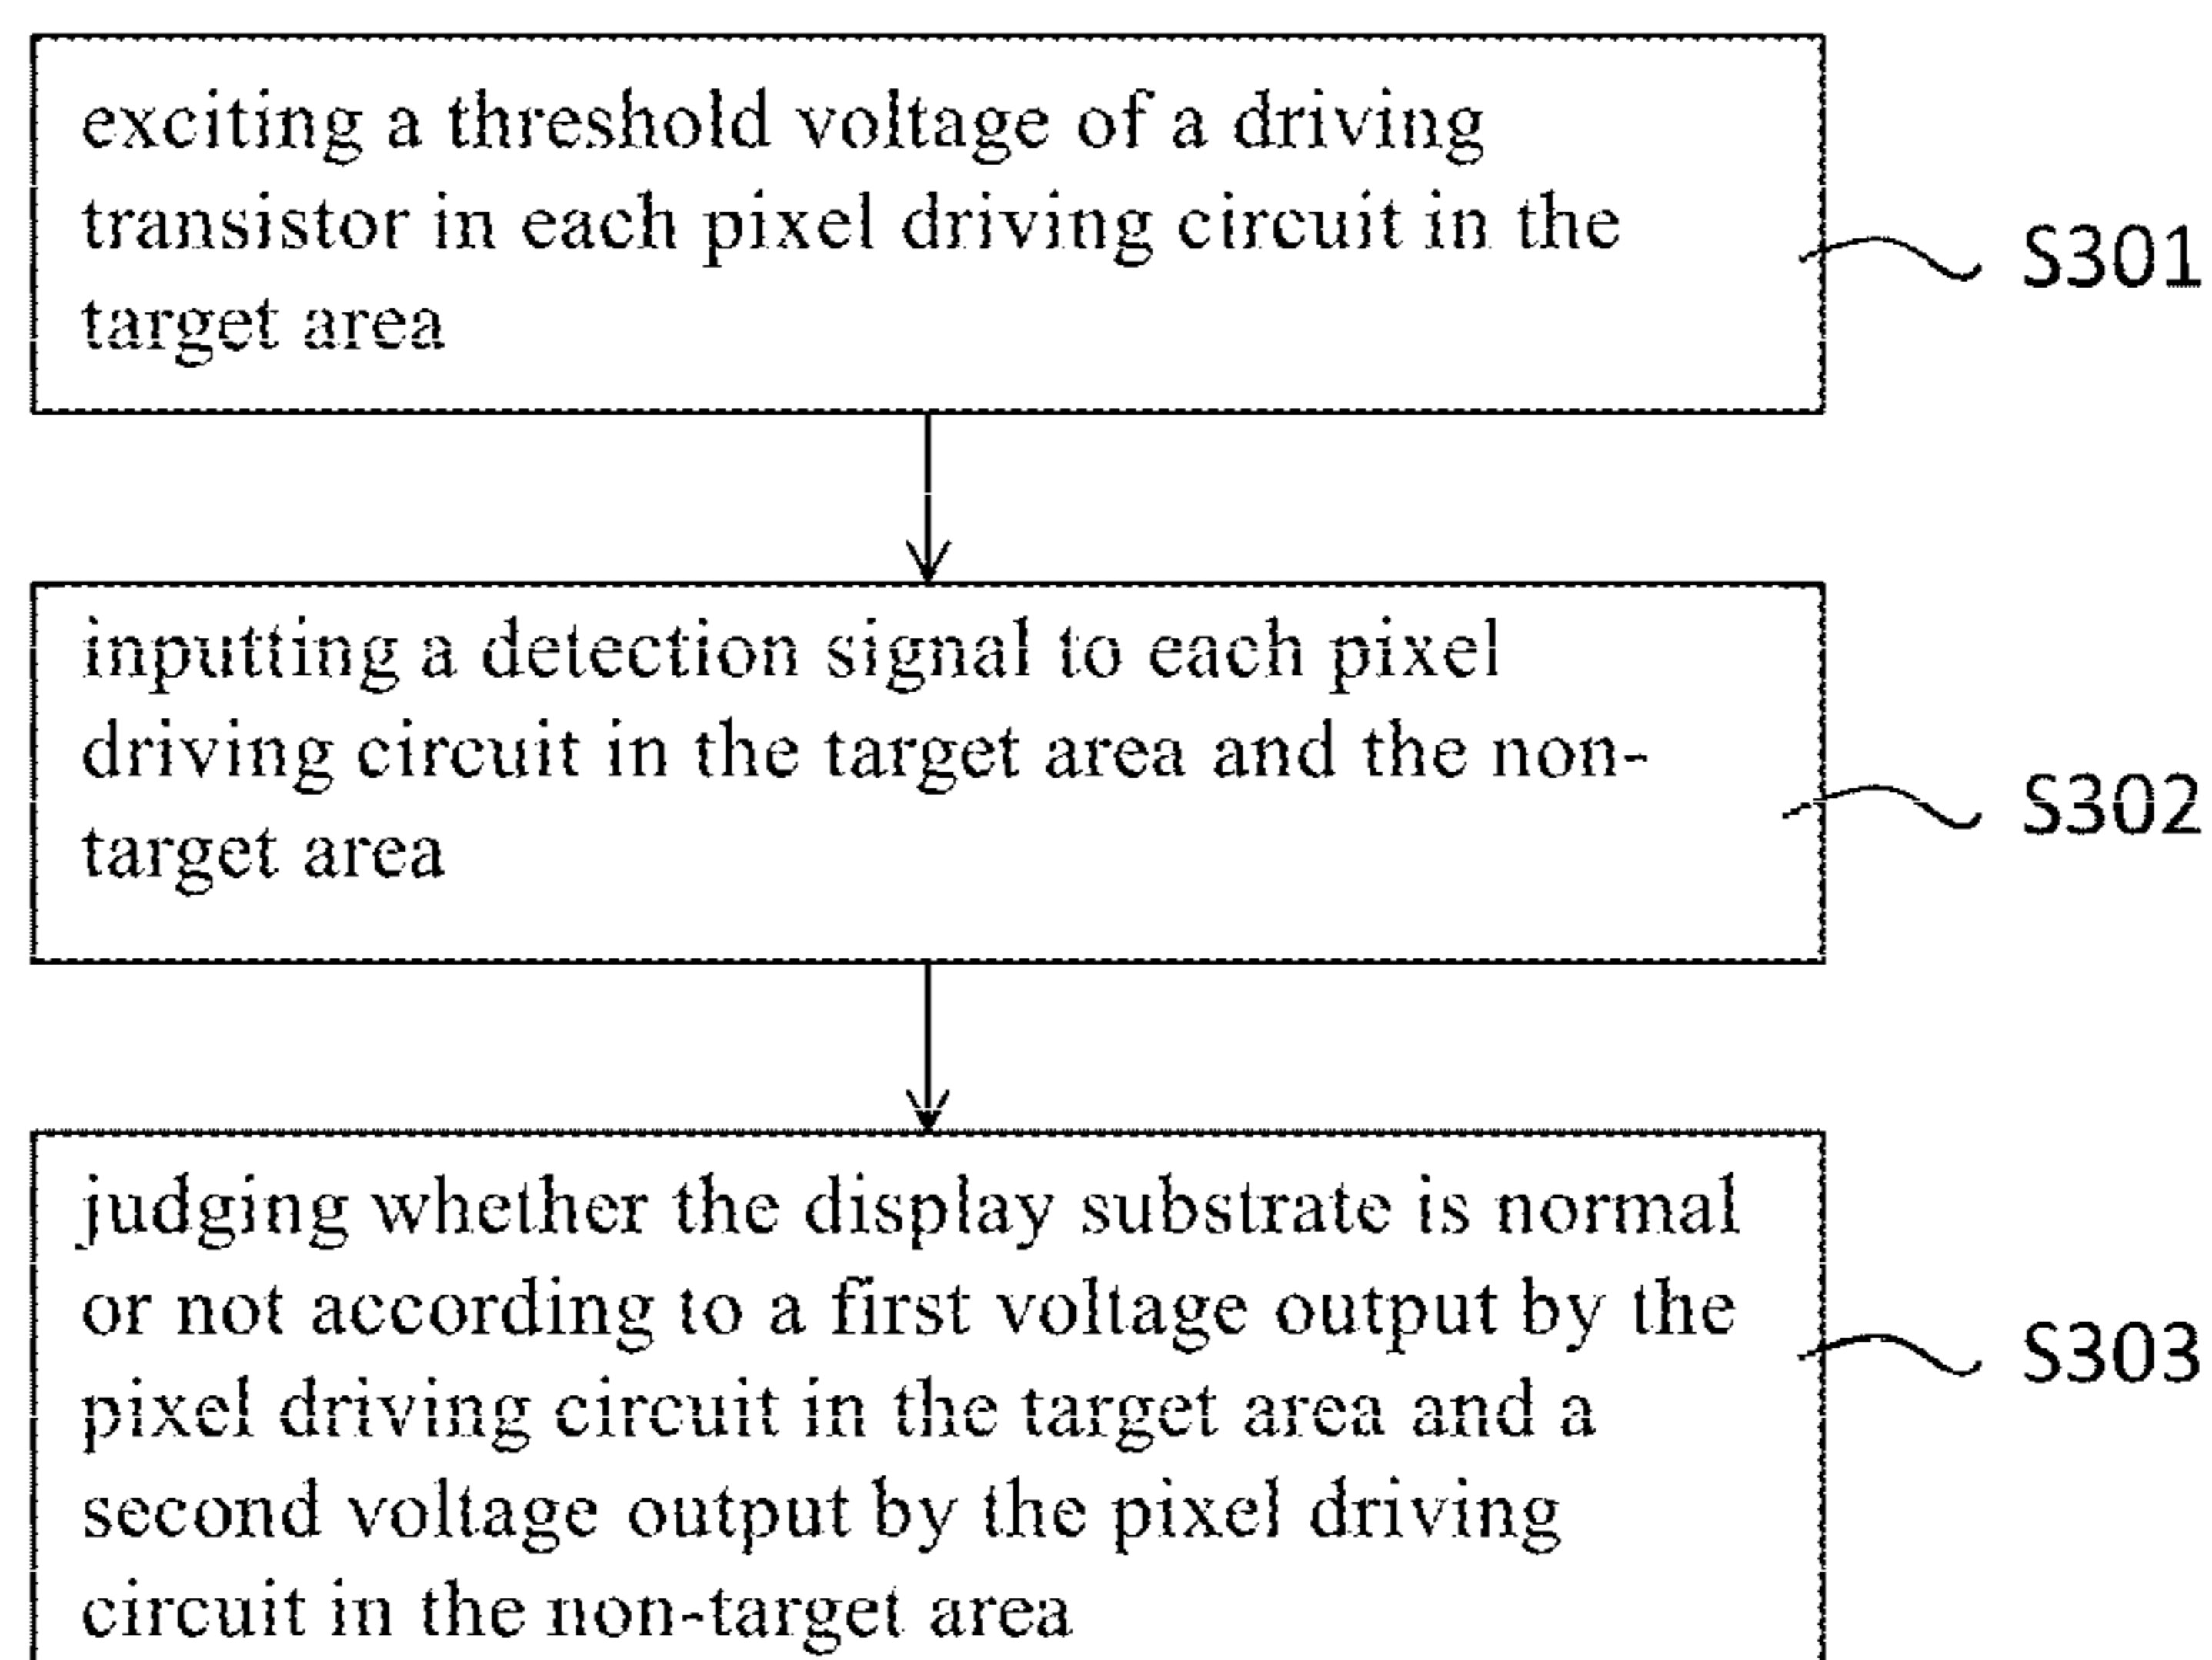 exciting a threshold voltage of a driving
transistor in each pixel driving circuit in the
target area
S301
inputting a detection signal to each pixel
driving circuit in the target area and the non-
target area
S302
judging whether the display substrate is normal
or not according to a first voltage output by the
pixel driving circuit in the target area and a
second voltage output by the pixel driving
circuit in the non-target area
S303